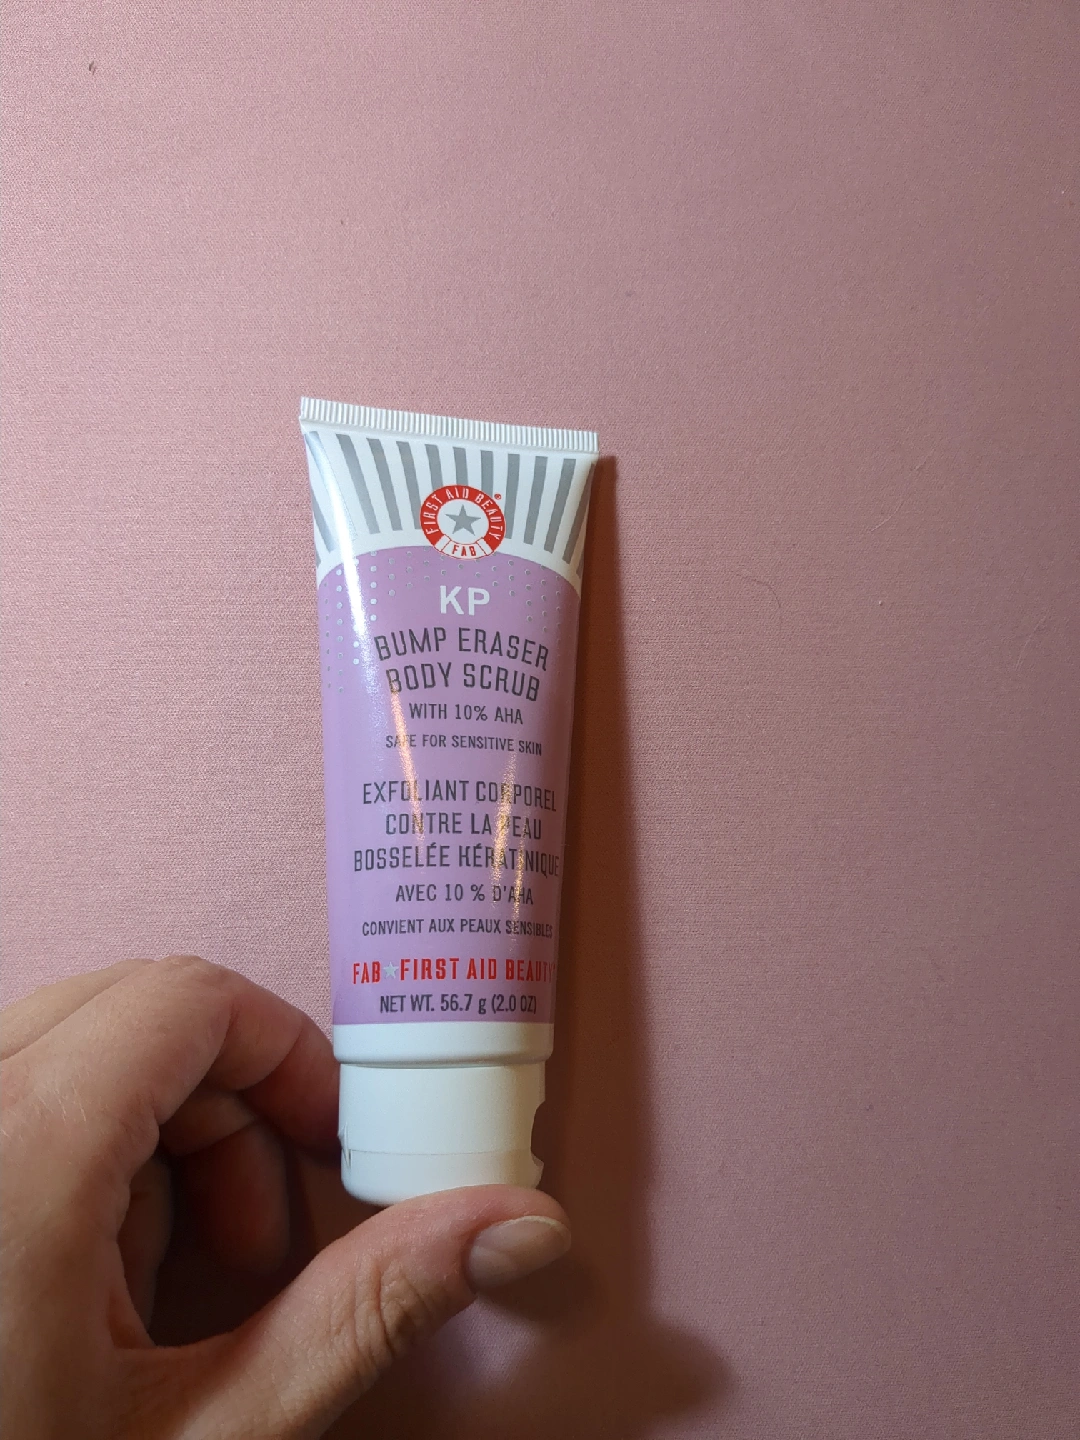 FIRST AID BEAUTY®
FAB
KP
BUMP ERASER
BODY SCRUB
WITH 10% AHA
SAFE FOR SENSITIVE SKIN
EXFOLIANT CORPOREL
CONTRE LA PEAU
BOSSELÉE KÉRATINIQUE
AVEC 10 % D'AHA
CONVIENT AUX PEAUX SENSIBLES
FAB★FIRST AID BEAUTY
NET WT. 56.7 g (2.0 OZ)